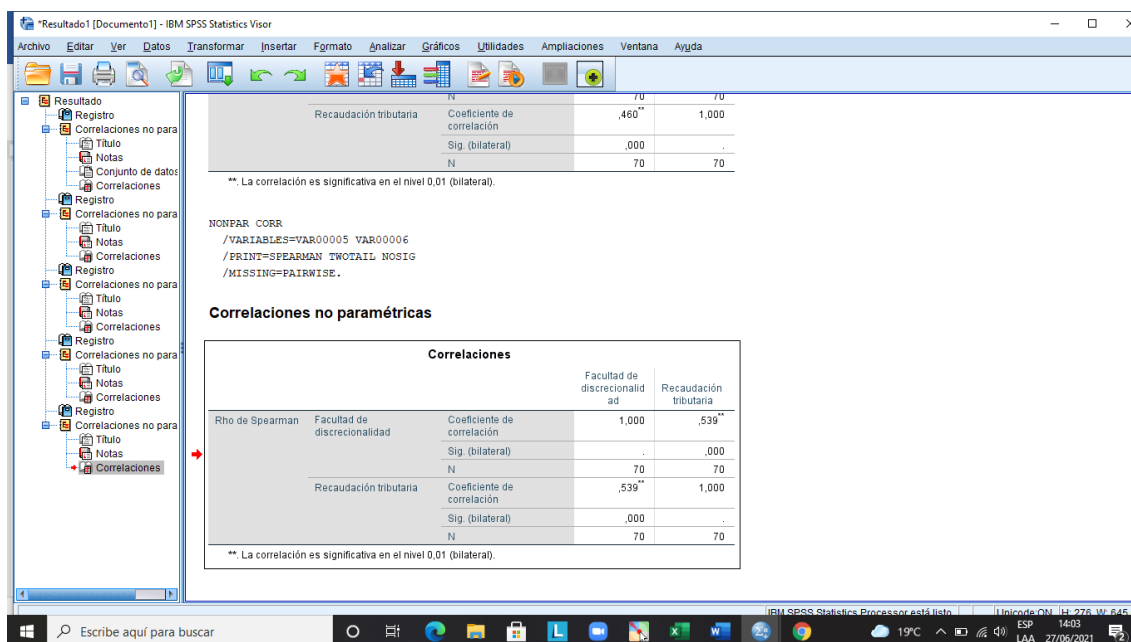 *Resultado1 [Documento1] - IBM SPSS Statistics Visor
Archivo Editar Ver Datos Transformar Insertar Formato Analizar Gráficos Utilidades Ampliaciones Ventana Ayuda
Resultado
Registro
Correlaciones no para
Título
Notas
Conjunto de datos
Correlaciones
Registro
Correlaciones no para
Título
Notas
Correlaciones
Registro
Correlaciones no para
Título
Notas
Correlaciones
Registro
Correlaciones no para
Título
Notas
Correlaciones
Registro
Correlaciones no para
Título
Notas
Correlaciones
N 70 70
Recaudación tributaria Coeficiente de ,460** 1,000
correlación
Sig. (bilateral) ,000 .
N 70 70
**. La correlación es significativa en el nivel 0,01 (bilateral).
NONPAR CORR
/VARIABLES=VAR00005 VAR00006
/PRINT=SPEARMAN TWOTAIL NOSIG
/MISSING=PAIRWISE.
Correlaciones no paramétricas
Correlaciones
Facultad de
discrecionalid Recaudación
ad tributaria
Rho de Spearman Facultad de Coeficiente de 1,000 ,539**
discrecionalidad correlación
Sig. (bilateral) . ,000
N 70 70
Recaudación tributaria Coeficiente de ,539** 1,000
correlación
Sig. (bilateral) ,000 .
N 70 70
**. La correlación es significativa en el nivel 0,01 (bilateral).
IBM SPSS Statistics Processor está listo Unicode:ON H: 276, W: 645
Escribe aquí para buscar
L
19°C
ESP
LAA
14:03
27/06/2021
2